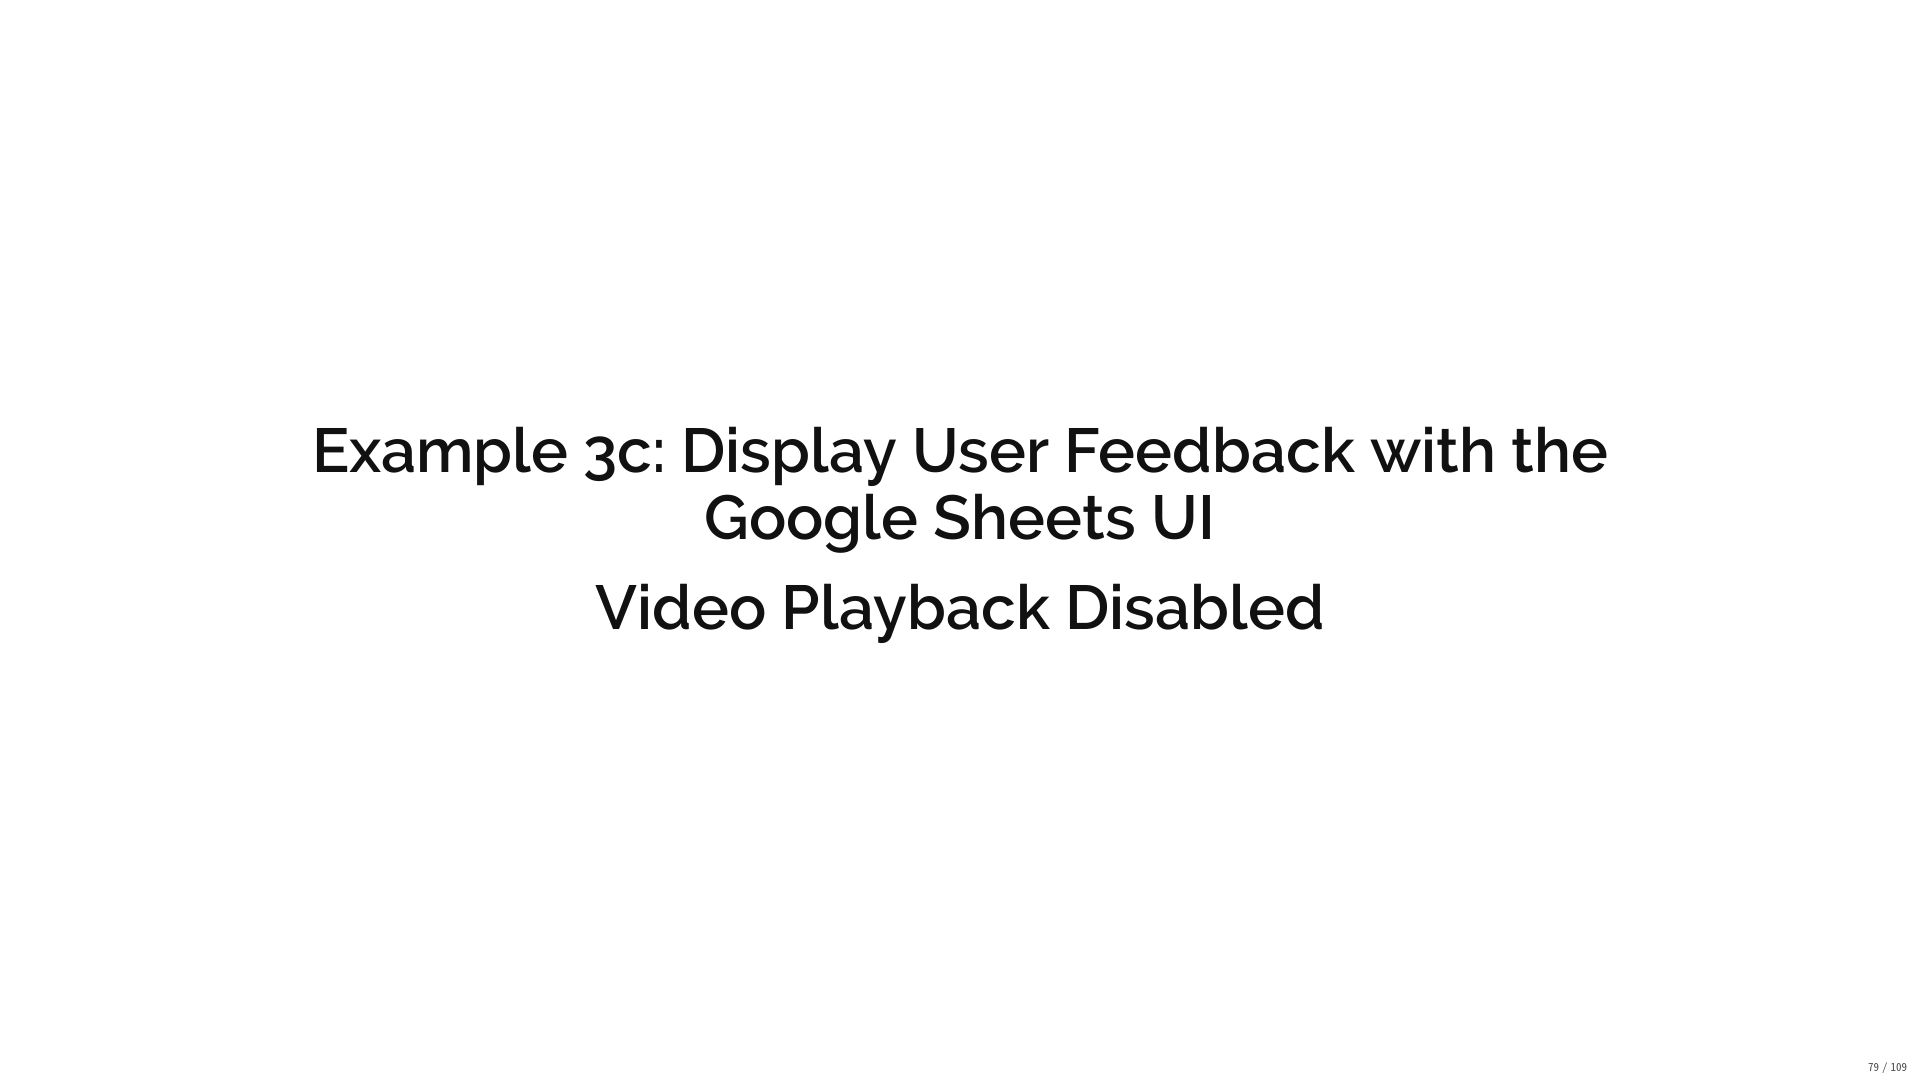 Example 3c: Display User Feedback with the
Google Sheets UI
Video Playback Disabled
79 / 109